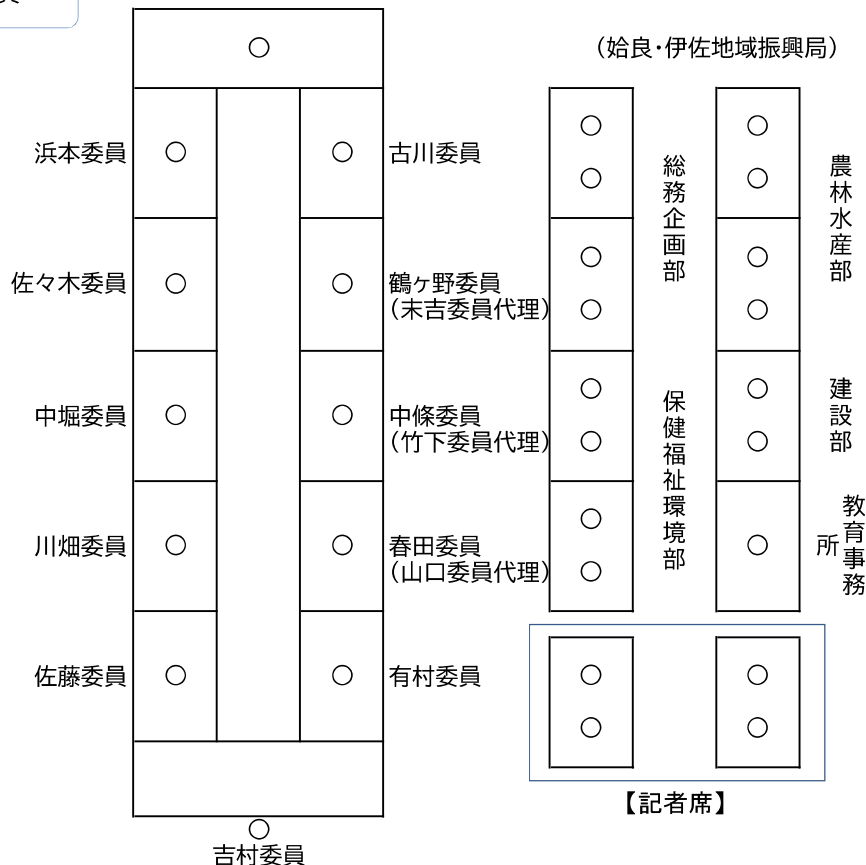 （姶良・伊佐地域振興局）
浜本委員
古川委員
総務企画部
農林水産部
佐々木委員
鶴ヶ野委員
（末吉委員代理）
中堀委員
中條委員
（竹下委員代理）
保健福祉環境部
建設部
川畑委員
春田委員
（山口委員代理）
教育事務
所
佐藤委員
有村委員
【記者席】
吉村委員